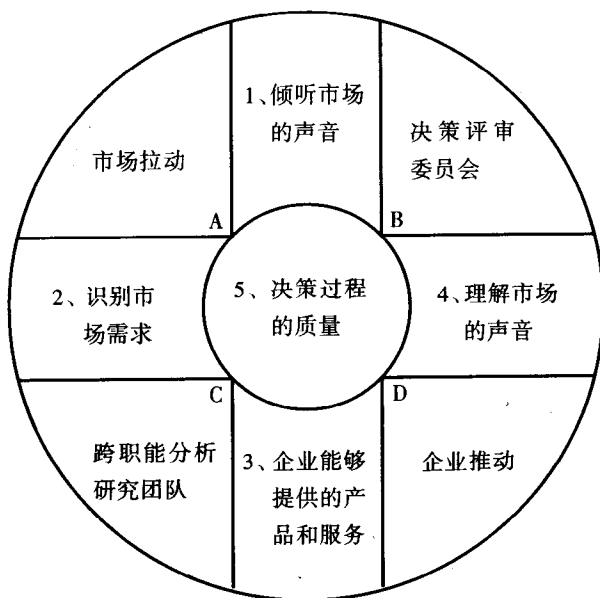 1、倾听市场
的声音
市场拉动
决策评审
委员会
A
B
2、识别市
场需求
5、决策过程
的质量
4、理解市场
的声音
C
D
跨职能分析
研究团队
3、企业能够
提供的产
品和服务
企业推动